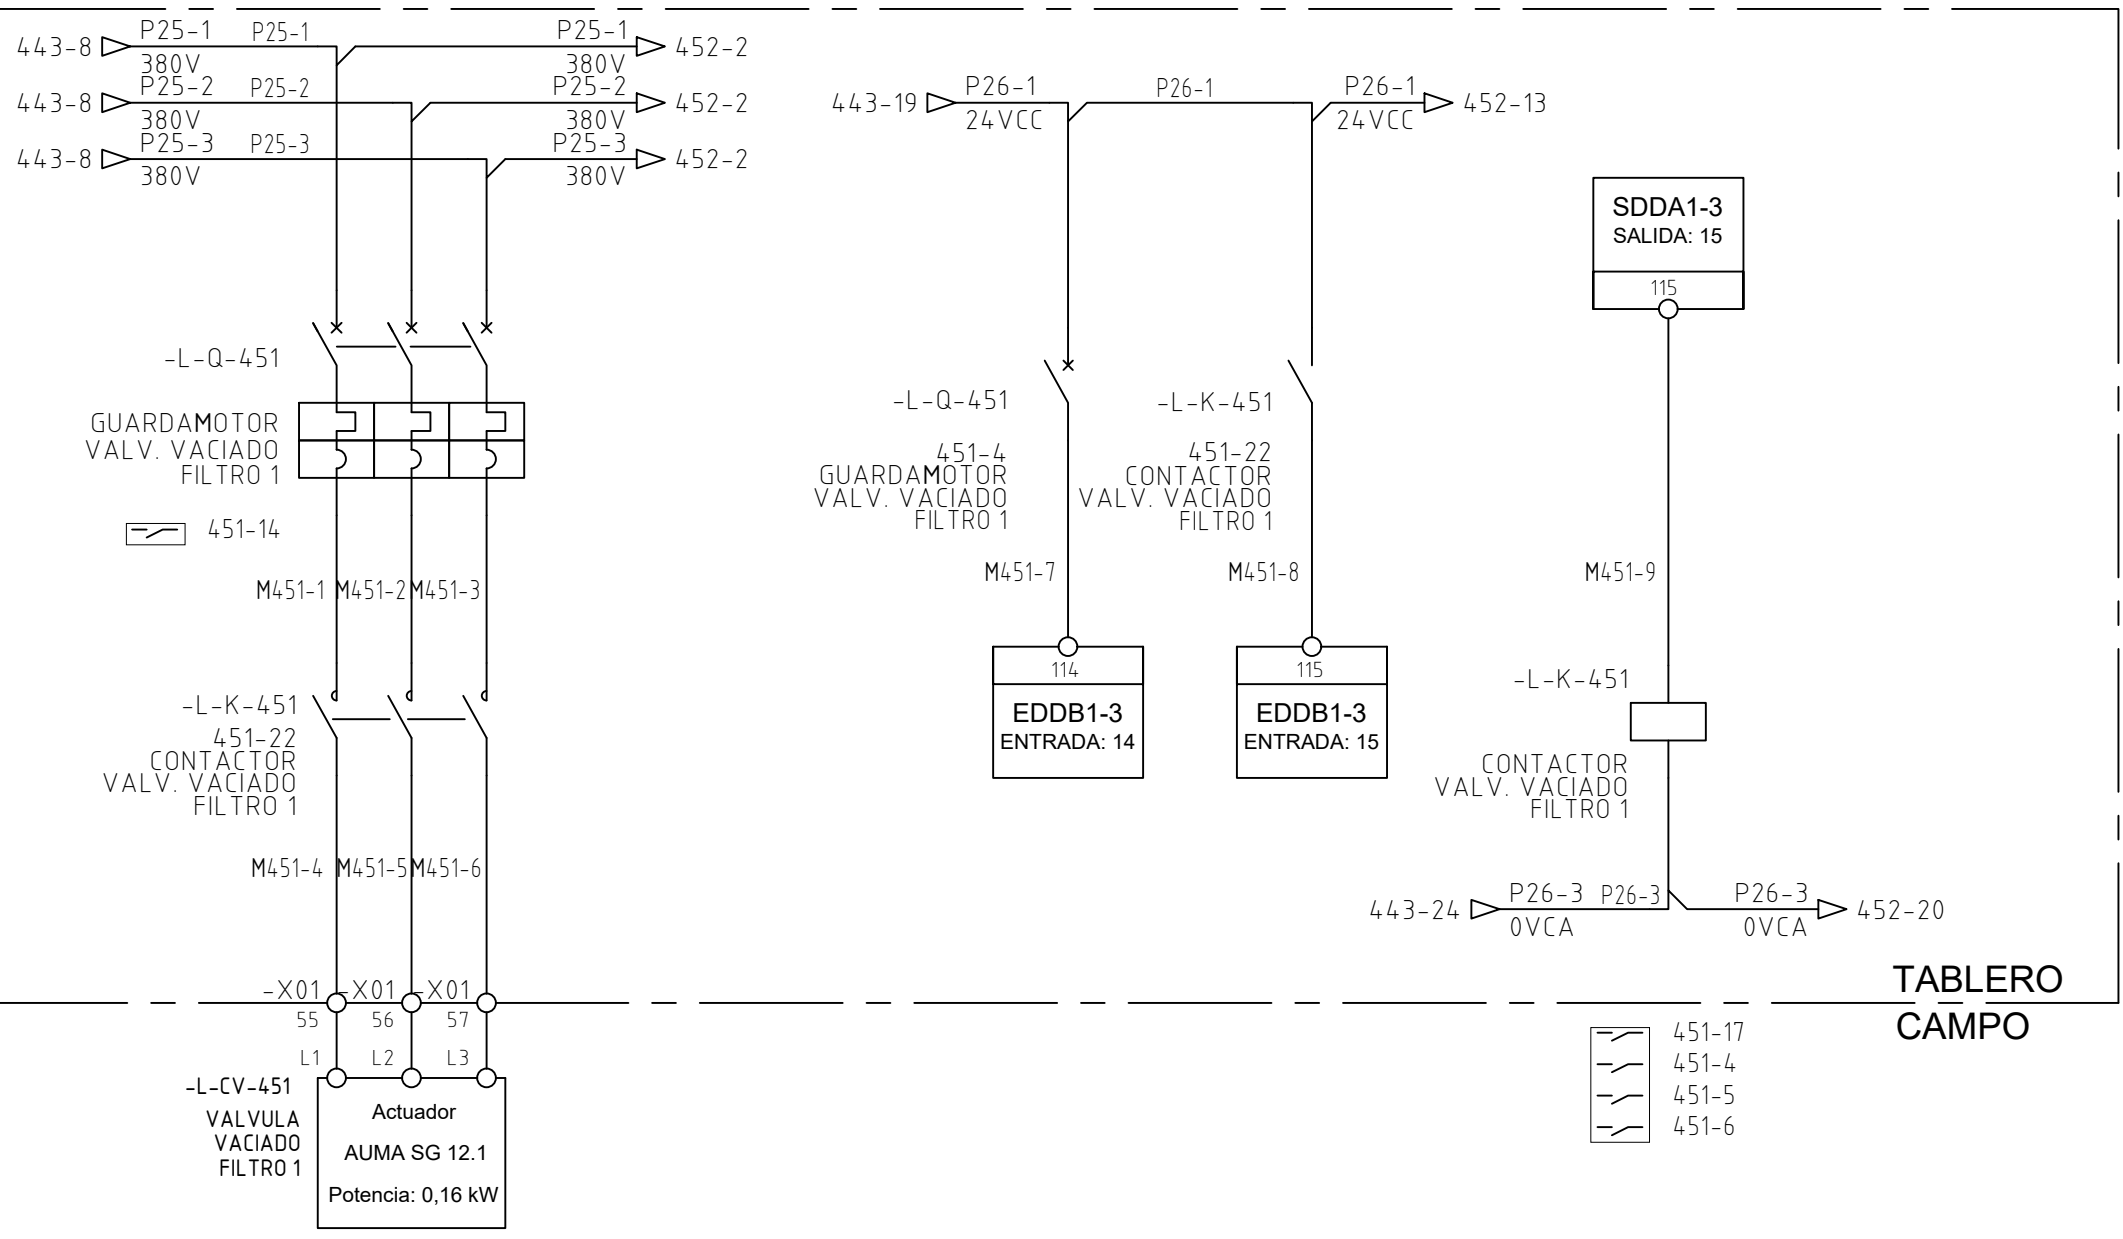 443-8 P25-1 P25-1 P25-1 452-2
380V 380V
443-8 P25-2 P25-2 P25-2 452-2
380V 380V
443-8 P25-3 P25-3 P25-3 452-2
380V 380V
-L-Q-451
GUARDAMOTOR
VALV. VACIADO
FILTRO 1
451-14
M451-1 M451-2 M451-3
-L-K-451
451-22
CONTACTOR
VALV. VACIADO
FILTRO 1
M451-4 M451-5 M451-6
-X01 -X01 -X01
55 56 57
L1 L2 L3
-L-CV-451
VALVULA
VACIADO
FILTRO 1
Actuador
AUMA SG 12.1
Potencia: 0,16 kW
443-19 P26-1 P26-1 P26-1 452-13
24VCC 24VCC
-L-Q-451
451-4
GUARDAMOTOR
VALV. VACIADO
FILTRO 1
M451-7
114
EDDB1-3
ENTRADA: 14
-L-K-451
451-22
CONTACTOR
VALV. VACIADO
FILTRO 1
M451-8
115
EDDB1-3
ENTRADA: 15
SDDA1-3
SALIDA: 15
115
M451-9
-L-K-451
CONTACTOR
VALV. VACIADO
FILTRO 1
443-24 P26-3 P26-3 P26-3 452-20
0VCA 0VCA
TABLERO
CAMPO
451-17
451-4
451-5
451-6